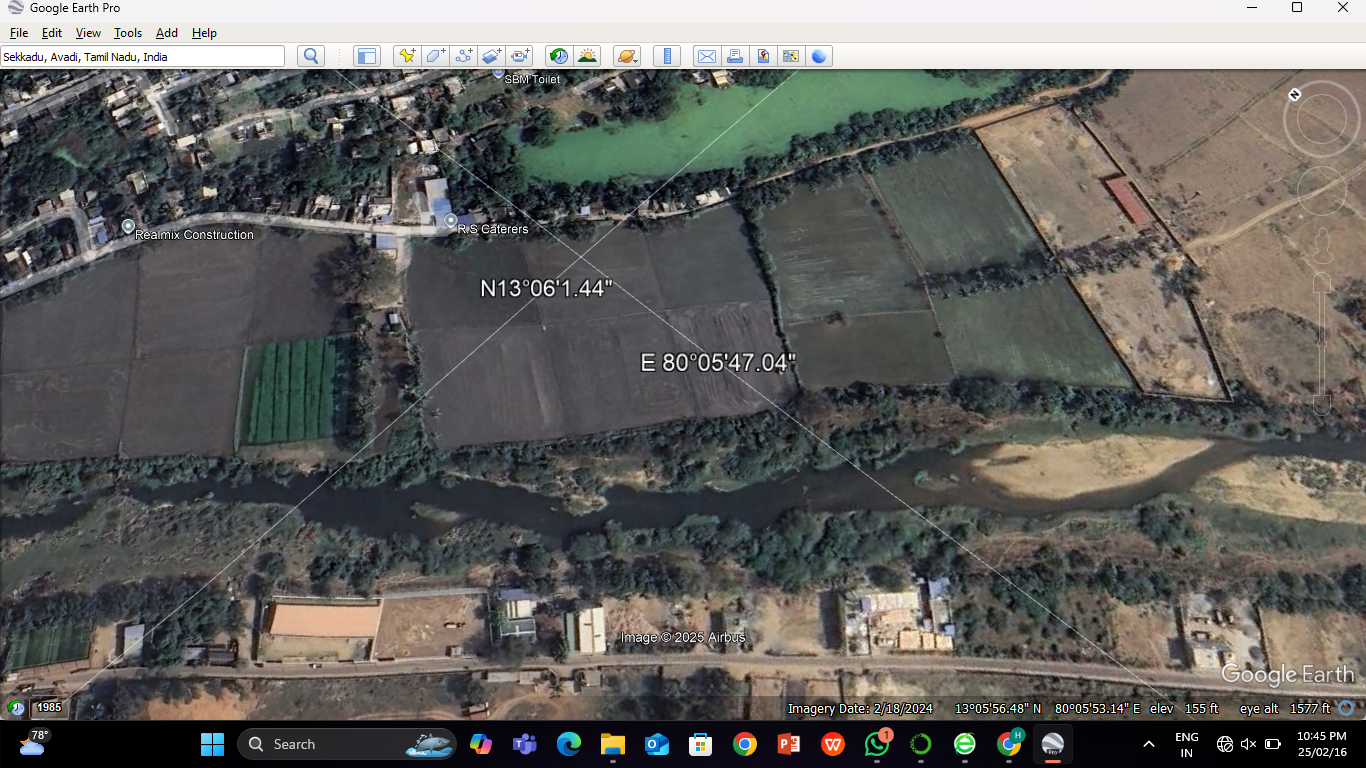 Google Earth Pro
File Edit View Tools Add Help
Sekkadu, Avadi, Tamil Nadu, India
SBM Toilet
R S Caterers
Realmix Construction
N13°06'1.44"
E 80°05'47.04"
Image © 2025 Airbus
Google Earth
1985
Imagery Date: 2/18/2024 13°05'56.48" N 80°05'53.14" E elev 155 ft eye alt 1577 ft
N
78°
Search
1
H
Pro
ENG
IN
10:45 PM
25/02/16